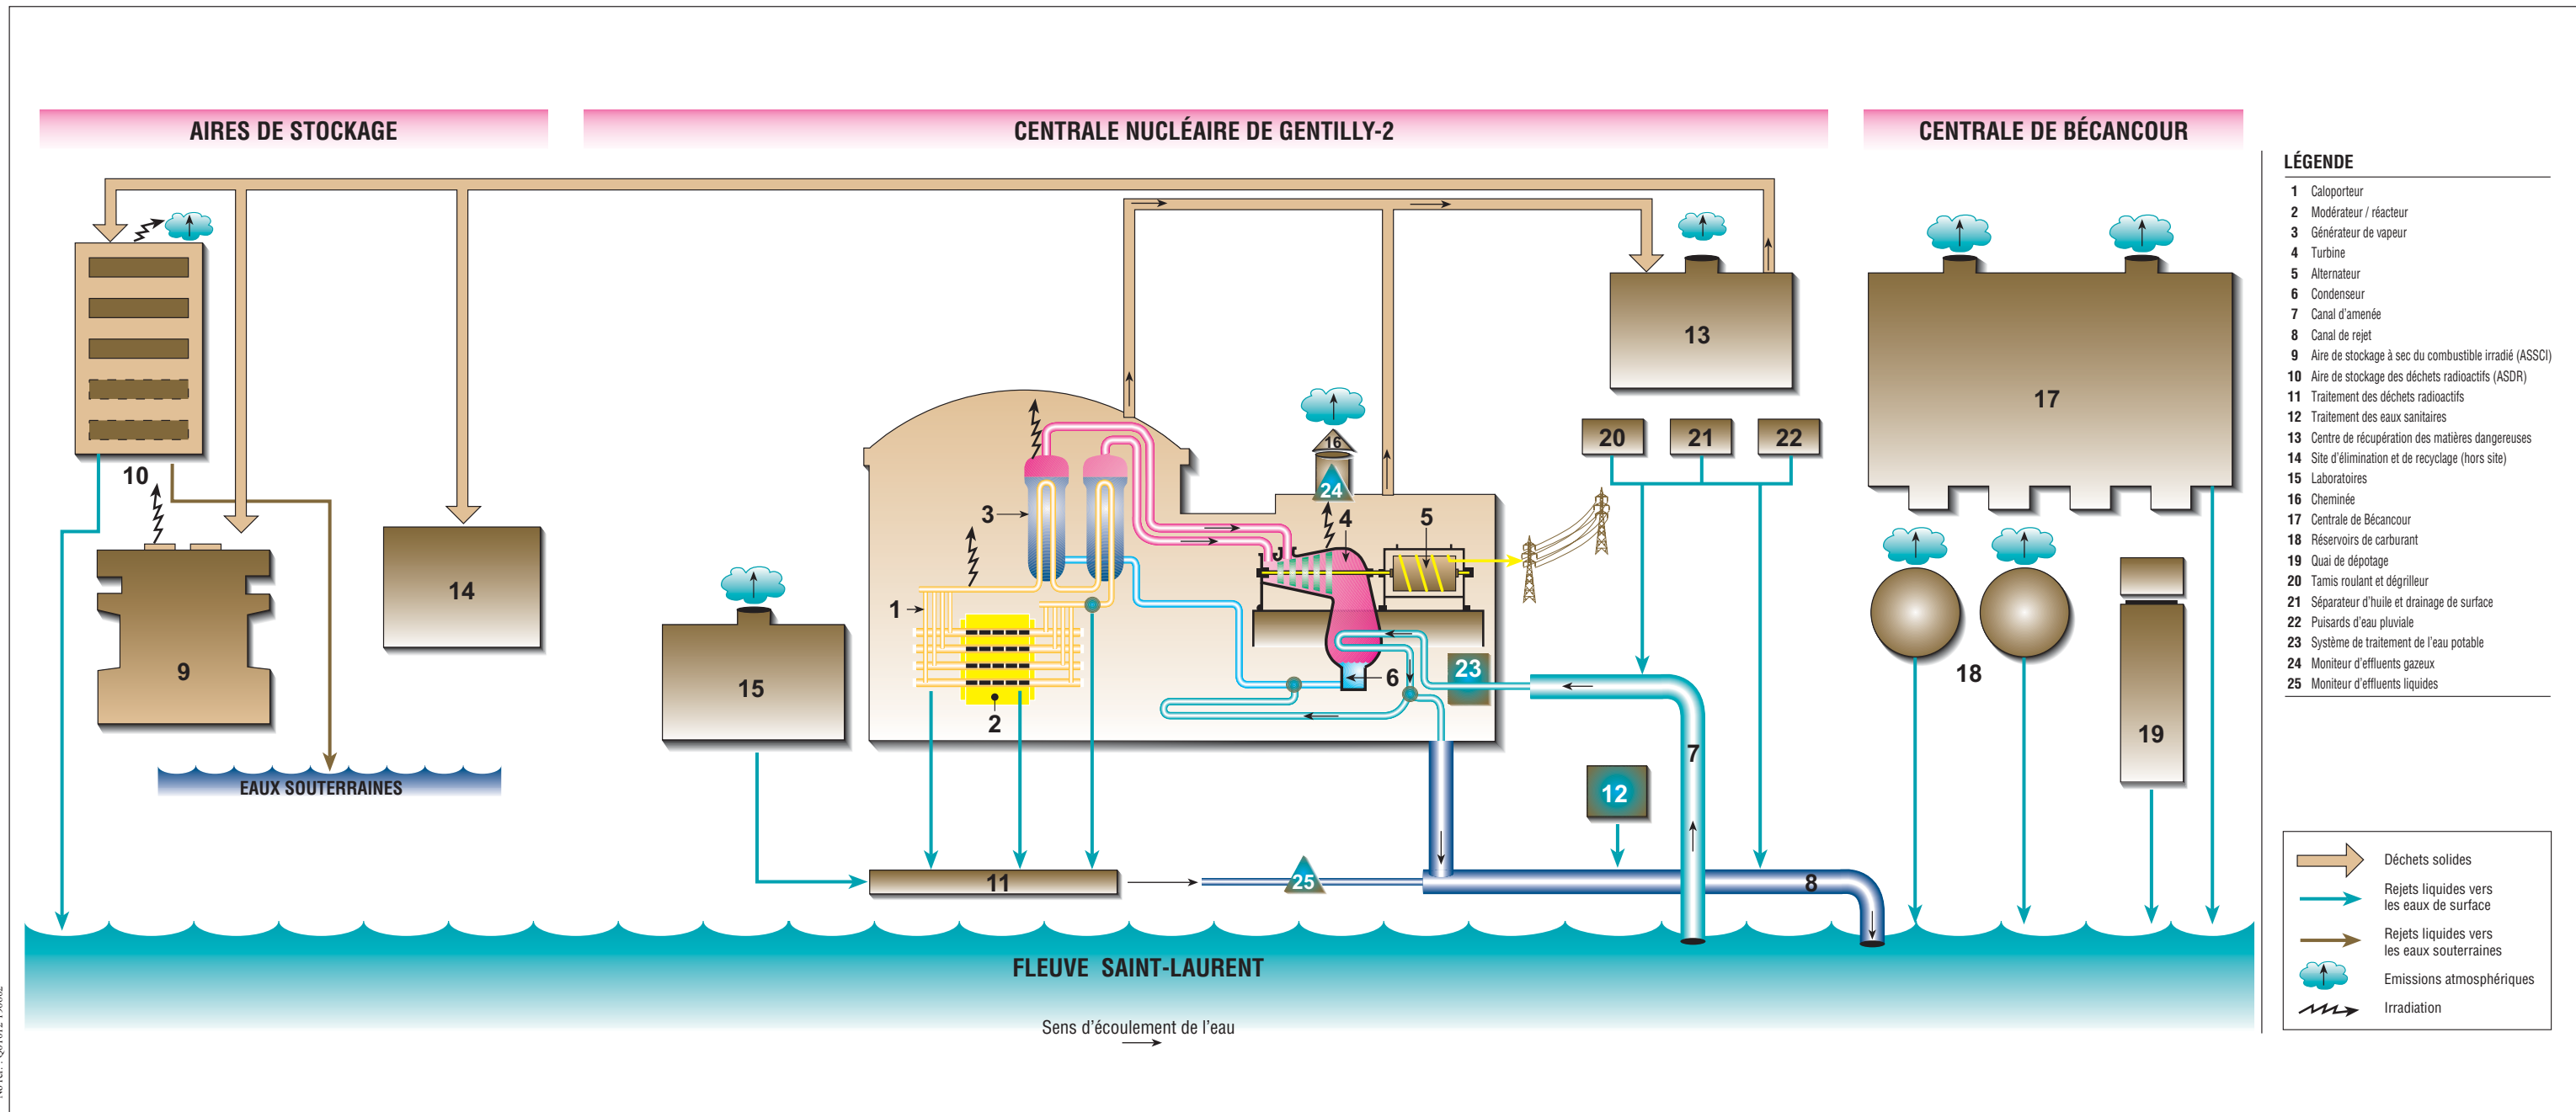 AIRES DE STOCKAGE
CENTRALE NUCLÉAIRE DE GENTILLY-2
CENTRALE DE BÉCANCOUR
LÉGENDE
1 Caloporteur
2 Modérateur / réacteur
3 Générateur de vapeur
4 Turbine
5 Alternateur
6 Condenseur
7 Canal d'amenée
8 Canal de rejet
9 Aire de stockage à sec du combustible irradié (ASSCI)
10 Aire de stockage des déchets radioactifs (ASDR)
11 Traitement des déchets radioactifs
12 Traitement des eaux sanitaires
13 Centre de récupération des matières dangereuses
14 Site d'élimination et de recyclage (hors site)
15 Laboratoires
16 Cheminée
17 Centrale de Bécancour
18 Réservoirs de carburant
19 Quai de dépotage
20 Tamis roulant et dégrilleur
21 Séparateur d'huile et drainage de surface
22 Puisards d'eau pluviale
23 Système de traitement de l'eau potable
24 Moniteur d'effluents gazeux
25 Moniteur d'effluents liquides
13
17
20
21
22
16
24
10
3
4
5
14
1
9
15
2
6
23
18
7
19
12
EAUX SOUTERRAINES
11
25
8
FLEUVE SAINT-LAURENT
Sens d'écoulement de l'eau
Déchets solides
Rejets liquides vers
les eaux de surface
Rejets liquides vers
les eaux souterraines
Emissions atmosphériques
Irradiation